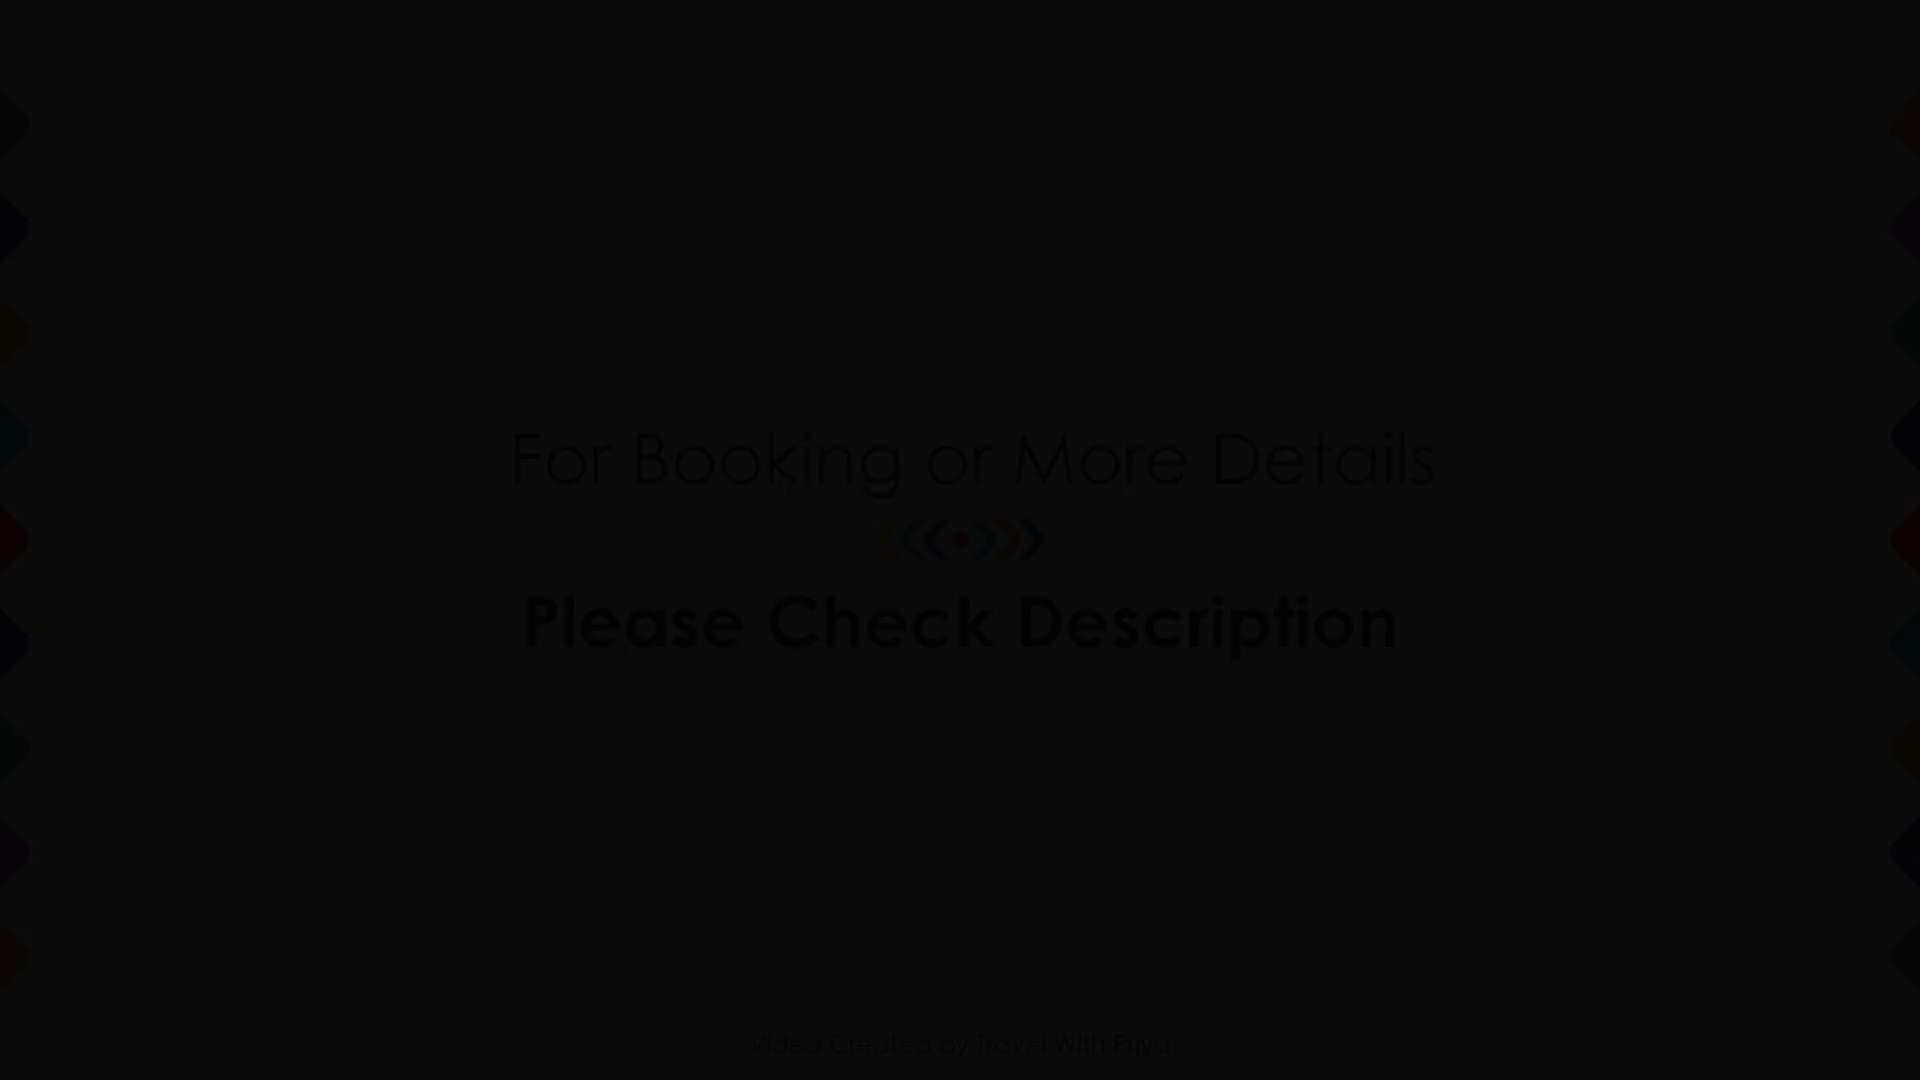 For Booking or More Details
Please Check Description
Video Created by Travel With Priya